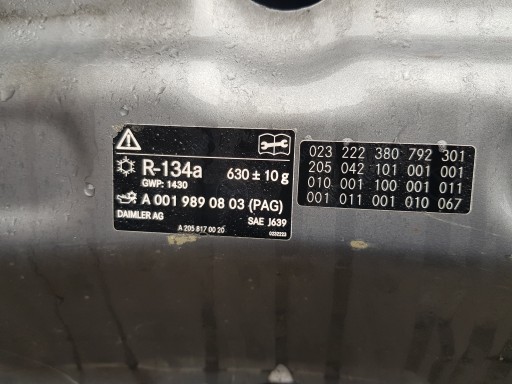 R-134a 630 ± 10 g
GWP: 1430
A 001 989 08 03 (PAG)
DAIMLER AG SAE J639
A 205 817 00 20 0232223
023 222 380 792 301
205 042 101 001 001
010 001 100 001 011
001 011 001 010 067